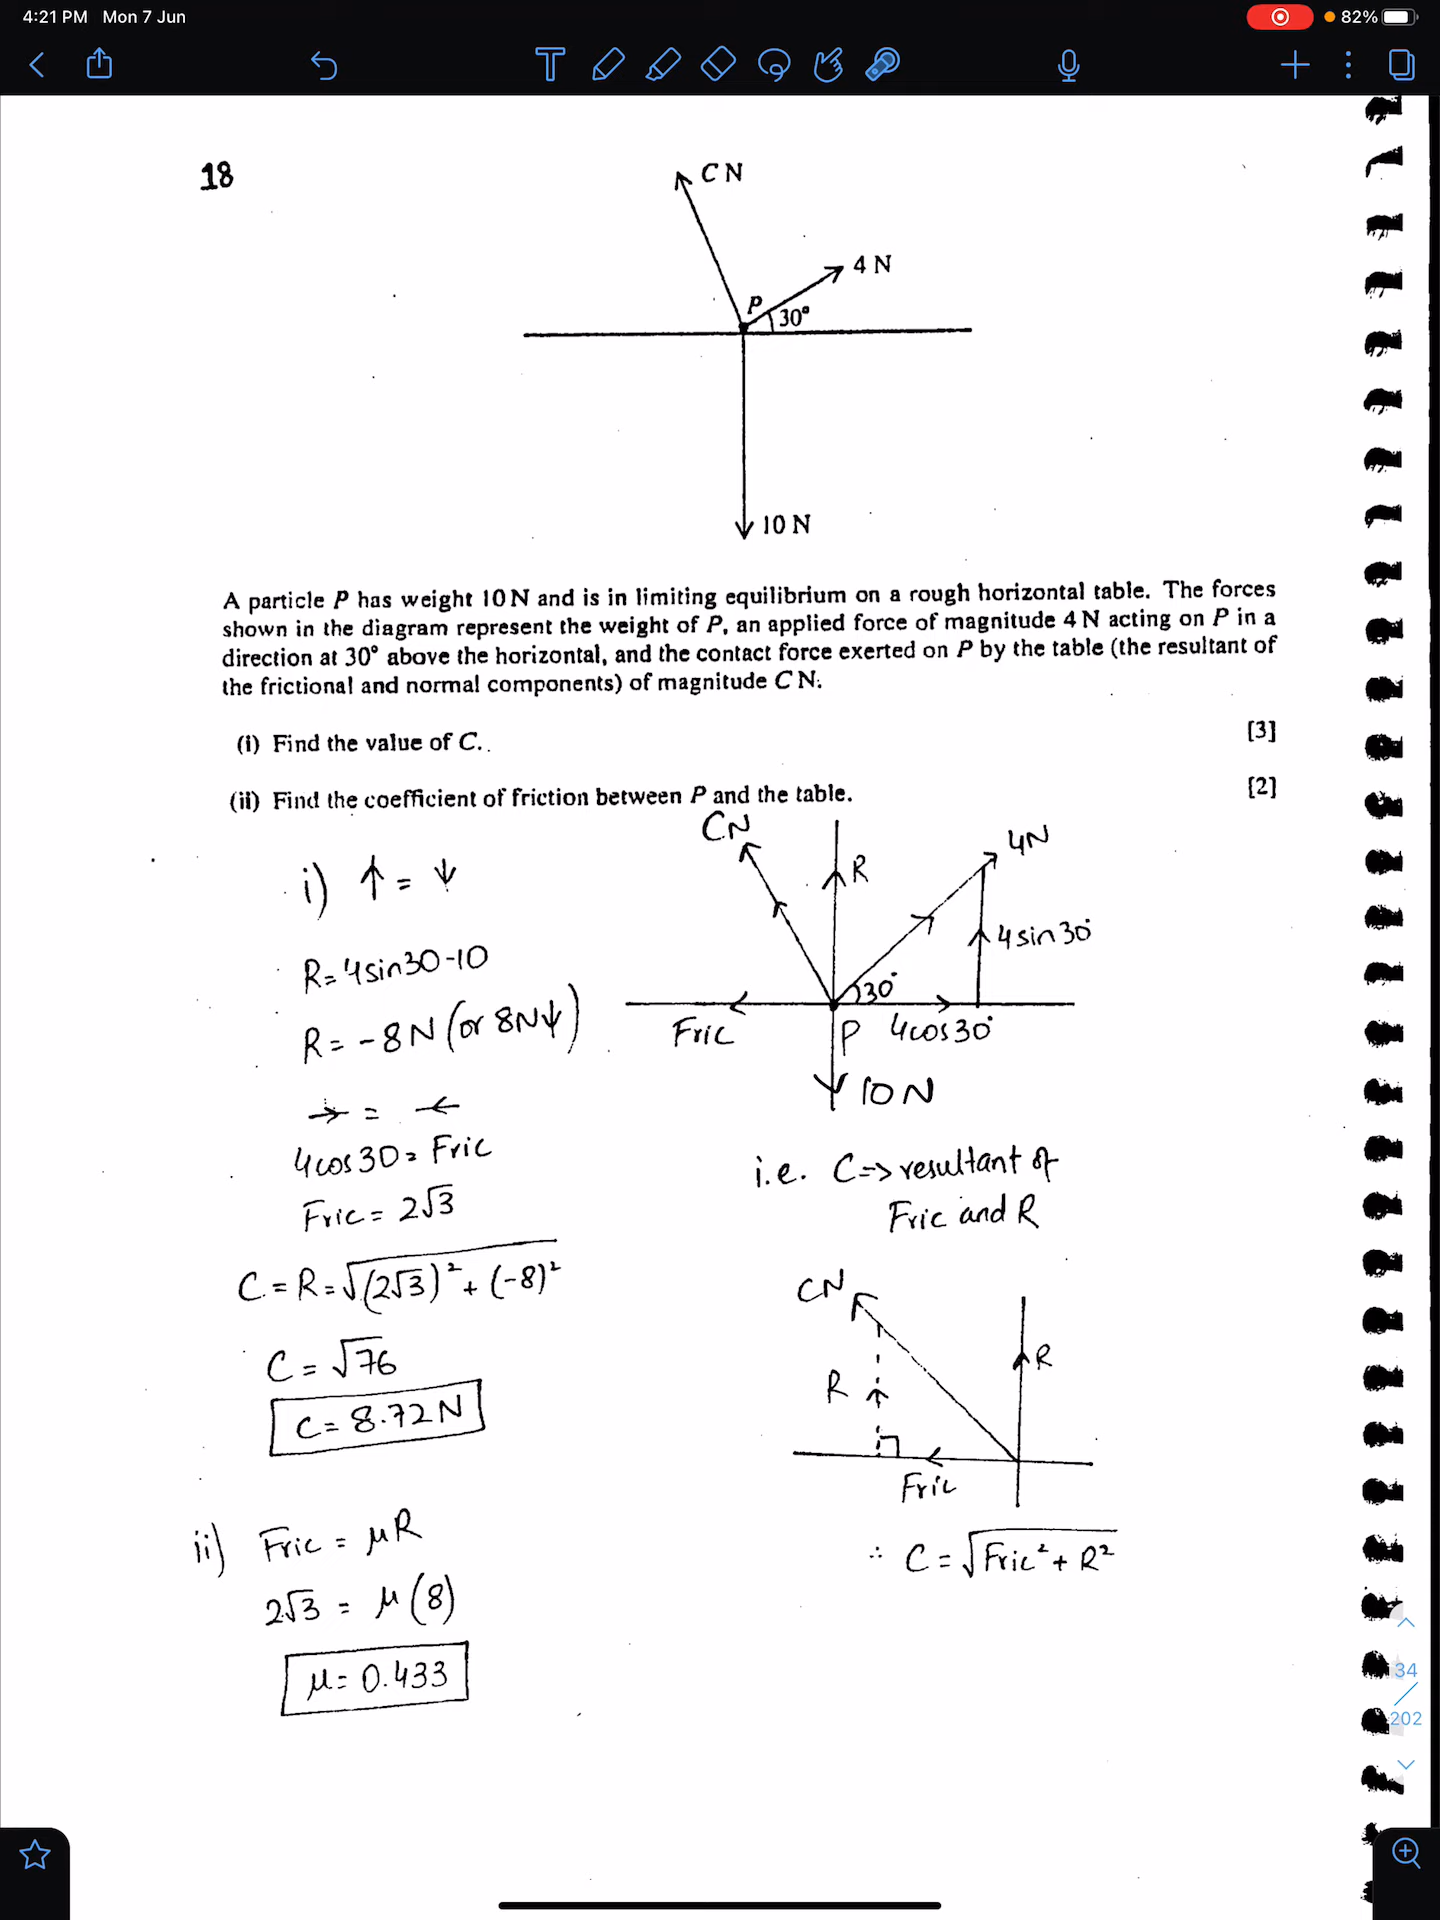 4:21 PM Mon 7 Jun
82%
18
C N
4 N
P
30°
10 N
A particle P has weight 10 N and is in limiting equilibrium on a rough horizontal table. The forces
shown in the diagram represent the weight of P, an applied force of magnitude 4 N acting on P in a
direction at 30° above the horizontal, and the contact force exerted on P by the table (the resultant of
the frictional and normal components) of magnitude C N.
(i) Find the value of C. [3]
(ii) Find the coefficient of friction between P and the table. [2]
i) ↑ = ↓
R = 4sin30-10
R = -8N (or 8N↓)
→ = ←
4cos30 = Fric
Fric = 2√3
C = R = √(2√3)² + (-8)²
C = √76
C = 8.72N
ii) Fric = μR
2√3 = μ(8)
μ = 0.433
CN
R
4N
4sin30°
30°
Fric
P
4cos30°
10N
i.e. C => resultant of
Fric and R
CN
R
R
Fric
∴ C = √Fric² + R²
34
202